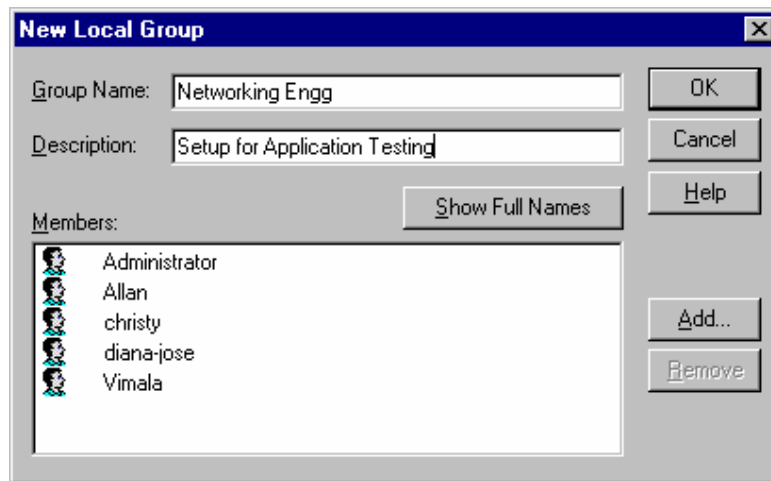 New Local Group
Group Name: Networking Engg
OK
Description: Setup for Application Testing
Cancel
Show Full Names
Help
Members:
Administrator
Allan
christy
diana-jose
Vimala
Add...
Remove